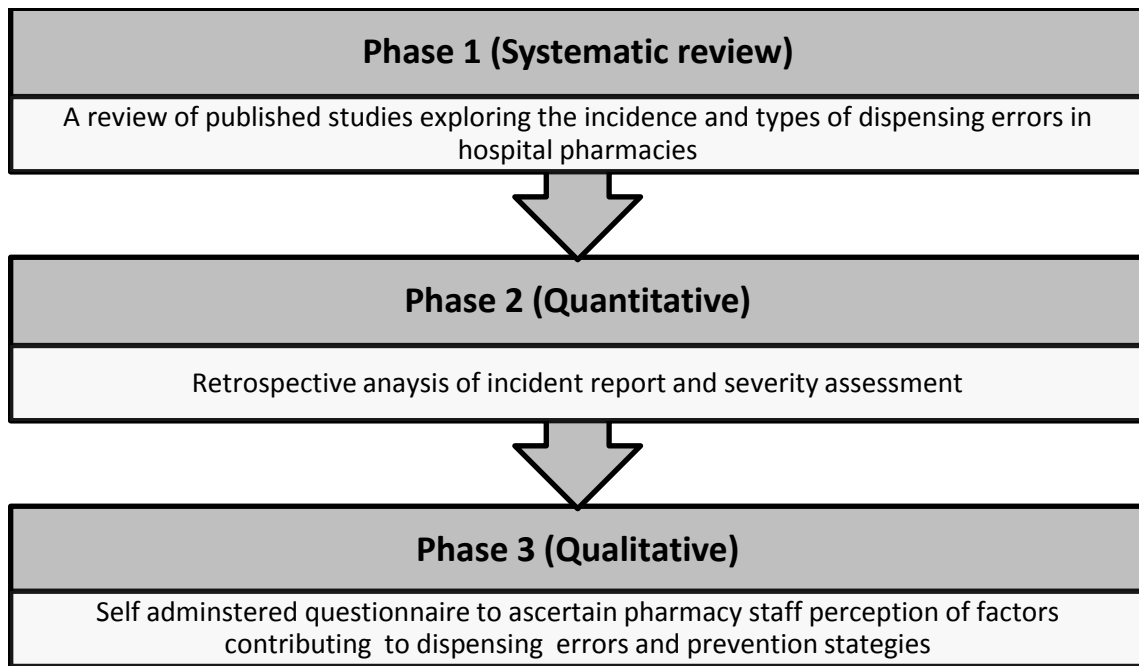 Phase 1 (Systematic review)
A review of published studies exploring the incidence and types of dispensing errors in
hospital pharmacies
Phase 2 (Quantitative)
Retrospective anaysis of incident report and severity assessment
Phase 3 (Qualitative)
Self adminstered questionnaire to ascertain pharmacy staff perception of factors
contributing  to dispensing  errors and prevention stategies